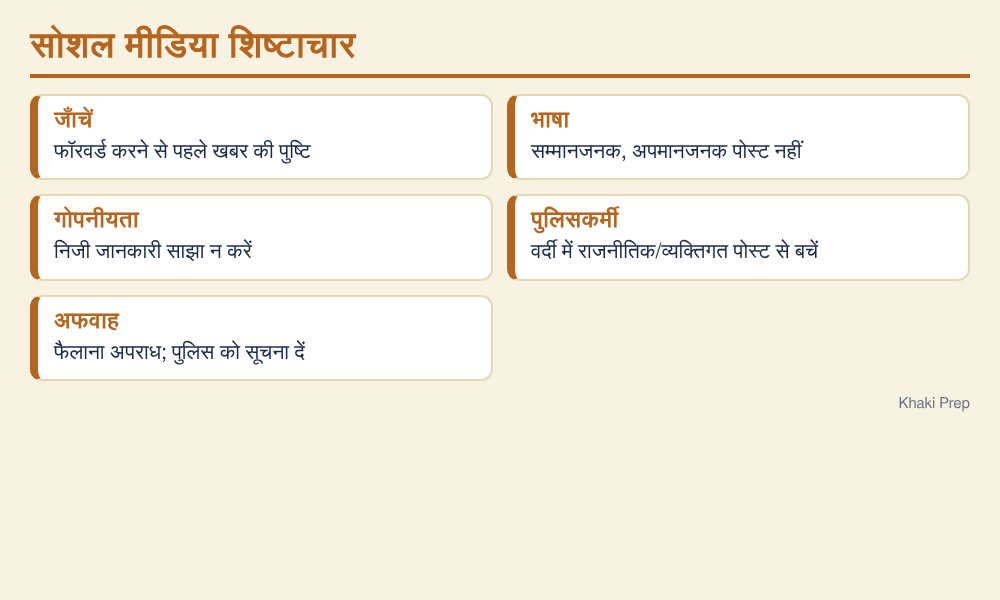 सोशल मीडिया शिष्टाचार
जाँचें
फॉरवर्ड करने से पहले खबर की पुष्टि
भाषा
सम्मानजनक, अपमानजनक पोस्ट नहीं
गोपनीयता
निजी जानकारी साझा न करें
पुलिसकर्मी
वर्दी में राजनीतिक/व्यक्तिगत पोस्ट से बचें
अफवाह
फैलाना अपराध; पुलिस को सूचना दें
Khaki Prep